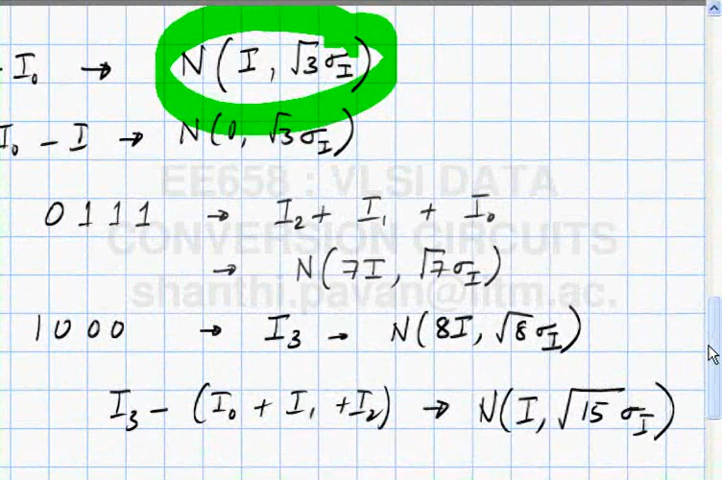 - I₀ → N(I, √3 σ_I)
I₀ - I → N(0, √3 σ_I)
EE658 : VLSI DATA
0 1 1 1 → I₂ + I₁ + I₀
CONVERSION CIRCUITS
→ N(7I, √7 σ_I)
shanthi.pavan@iitm.ac.
1 0 0 0 → I₃ → N(8I, √8 σ_I)
I₃ - (I₀ + I₁ + I₂) → N(I, √15 σ_I)